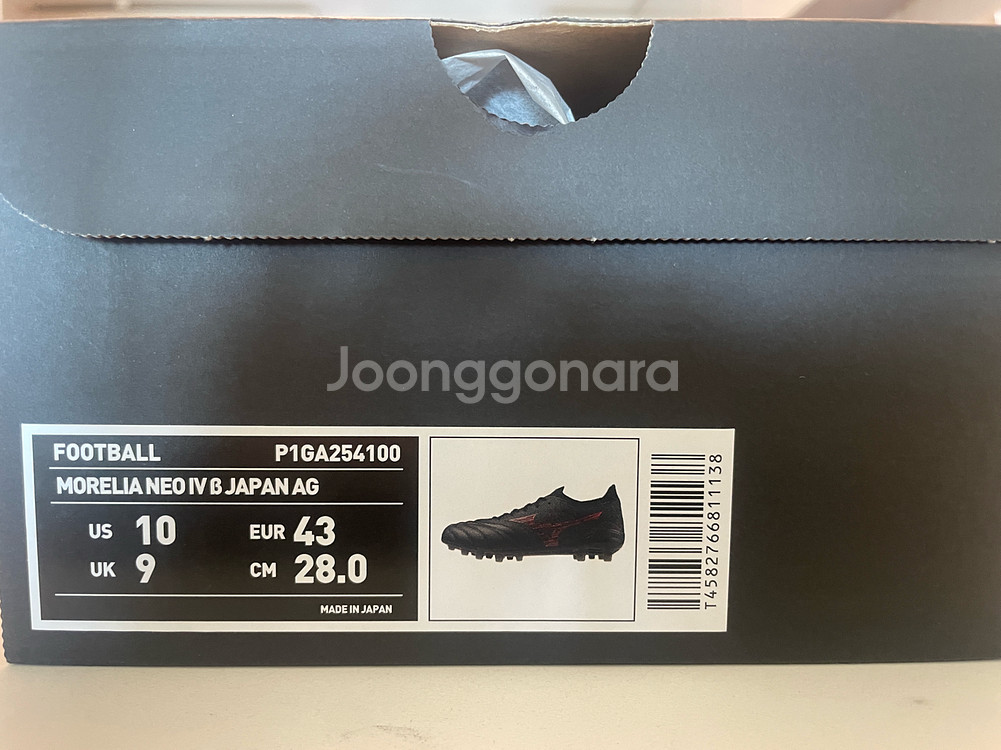 Joonggonara
FOOTBALL P1GA254100
MORELIA NEO IV β JAPAN AG
US 10 EUR 43
UK 9 CM 28.0
MADE IN JAPAN
T4582766811138